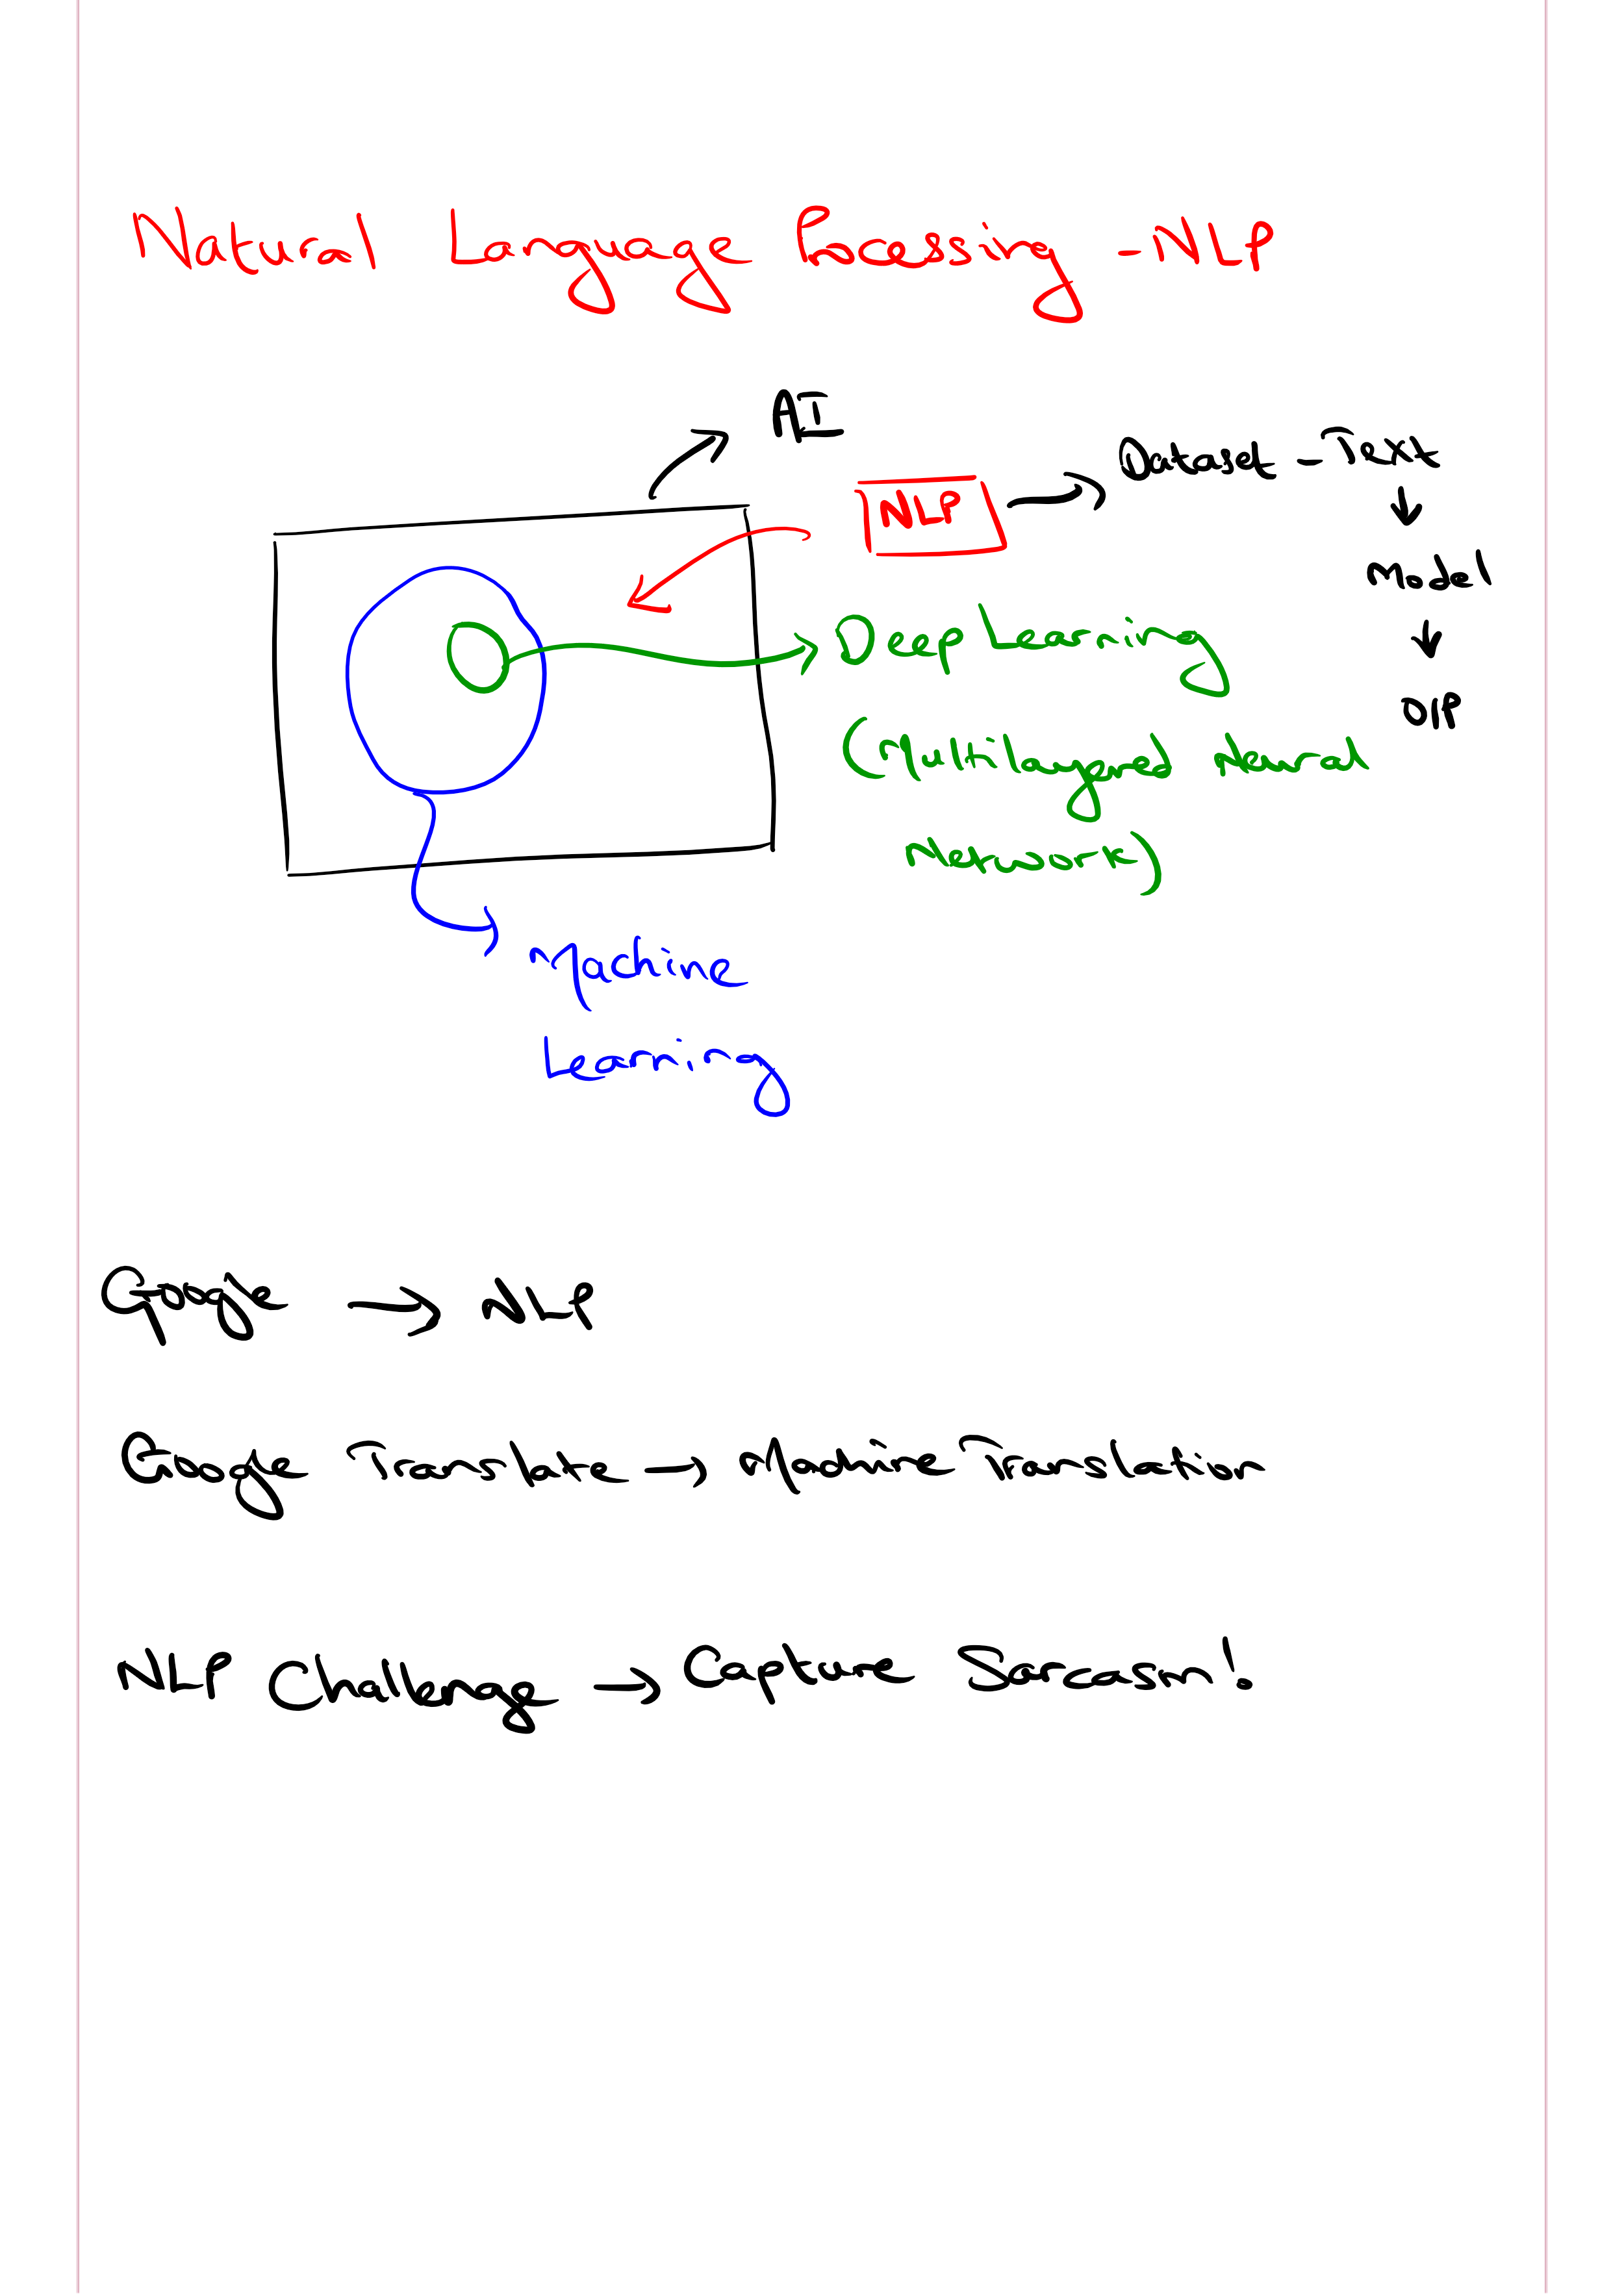 Natural Language Processing - NLP
AI
NLP → Dataset - Text
↓
Model
↓
O/P
Deep Learning
(Multilayered Neural
Network)
Machine
Learning
Google → NLP
Google Translate → Machine Translation
NLP Challenge → Capture Sarcasm!